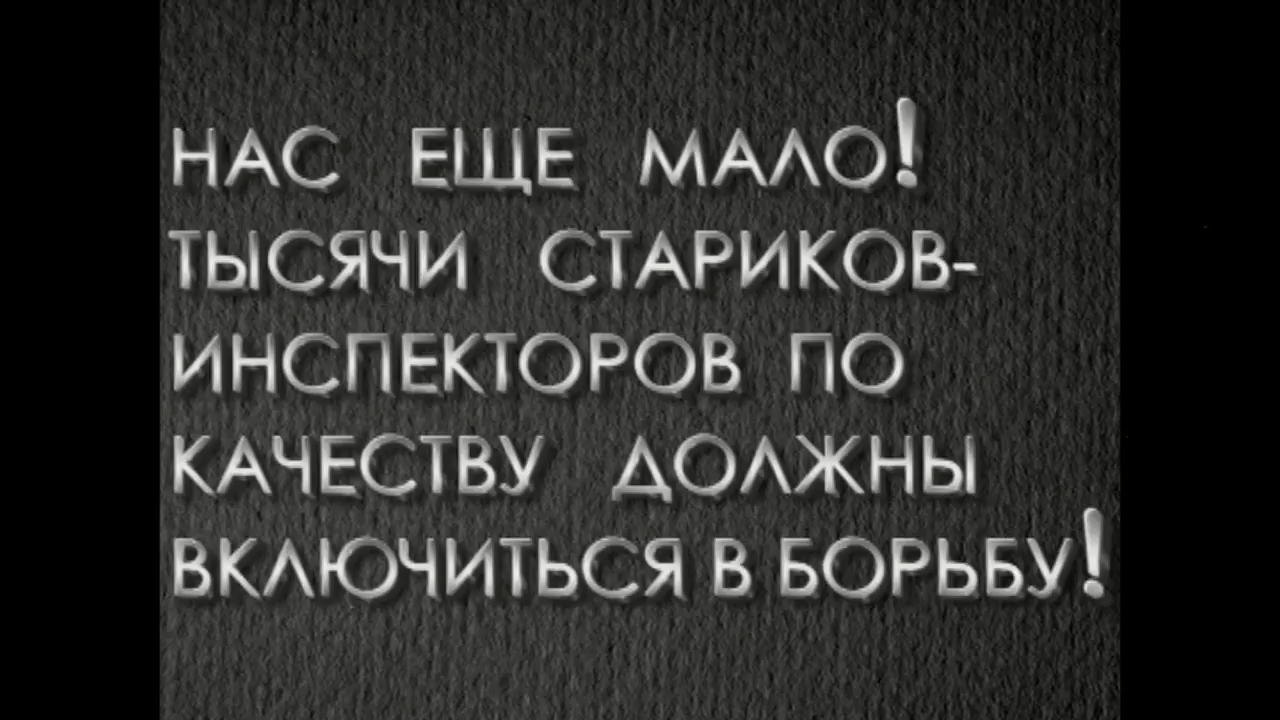 НАС ЕЩЕ МАЛО!
ТЫСЯЧИ СТАРИКОВ-
ИНСПЕКТОРОВ ПО
КАЧЕСТВУ ДОЛЖНЫ
ВКЛЮЧИТЬСЯ В БОРЬБУ!